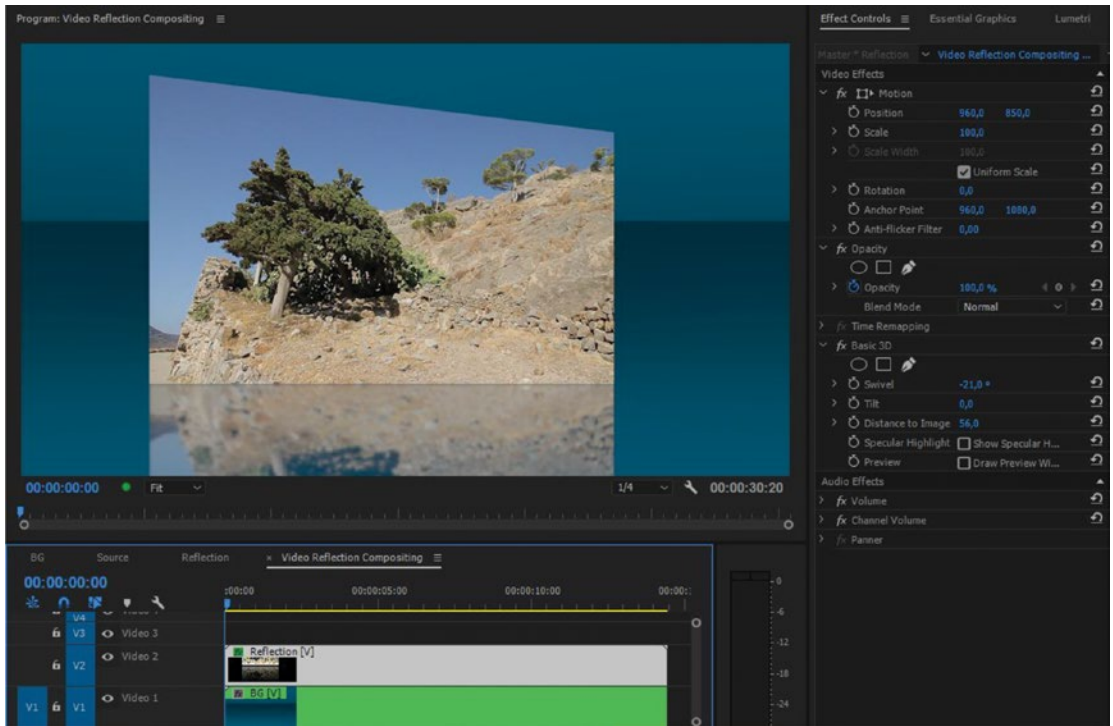 Program: Video Reflection Compositing
00:00:00:00
Fit
1/4
00:00:30:20
Effect Controls
Essential Graphics
Lumetri
Master * Reflection
Video Reflection Compositing ...
Video Effects
fx Motion
Position 960,0 850,0
Scale 100,0
Scale Width 100,0
Uniform Scale
Rotation 0,0
Anchor Point 960,0 1080,0
Anti-flicker Filter 0,00
fx Opacity
Opacity 100,0 %
Blend Mode Normal
fx Time Remapping
fx Basic 3D
Swivel -21,0 °
Tilt 0,0
Distance to Image 56,0
Specular Highlight Show Specular H...
Preview Draw Preview Wi...
Audio Effects
fx Volume
fx Channel Volume
fx Panner
BG
Source
Reflection
× Video Reflection Compositing
00:00:00:00
:00:00
00:00:05:00
00:00:10:00
00:00:
V4
V3 Video 3
V2 Video 2
fx Reflection [V]
V1 V1 Video 1
fx BG [V]
0
-6
-12
-18
-24